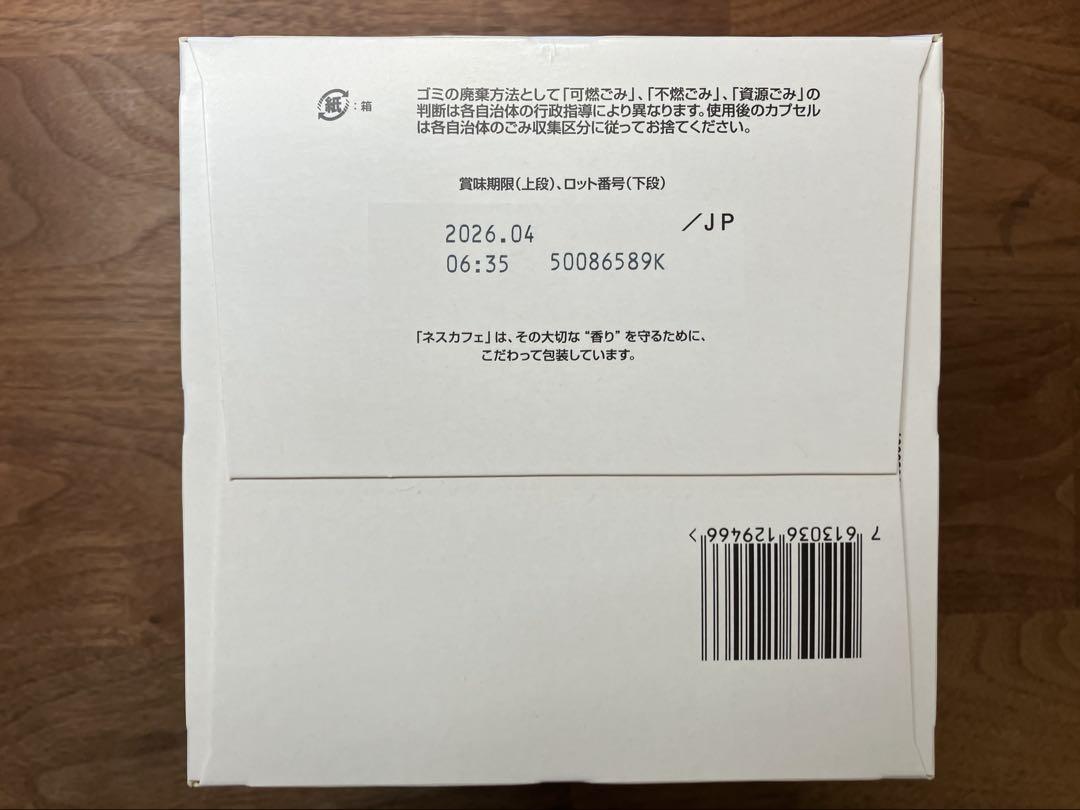 紙:箱
ゴミの廃棄方法として「可燃ごみ」、「不燃ごみ」、「資源ごみ」の
判断は各自治体の行政指導により異なります。使用後のカプセル
は各自治体のごみ収集区分に従ってお捨てください。
賞味期限(上段)、ロット番号(下段)
/JP
2026.04
06:35 50086589K
「ネスカフェ」は、その大切な“香り”を守るために、
こだわって包装しています。
7 613036 129466 >